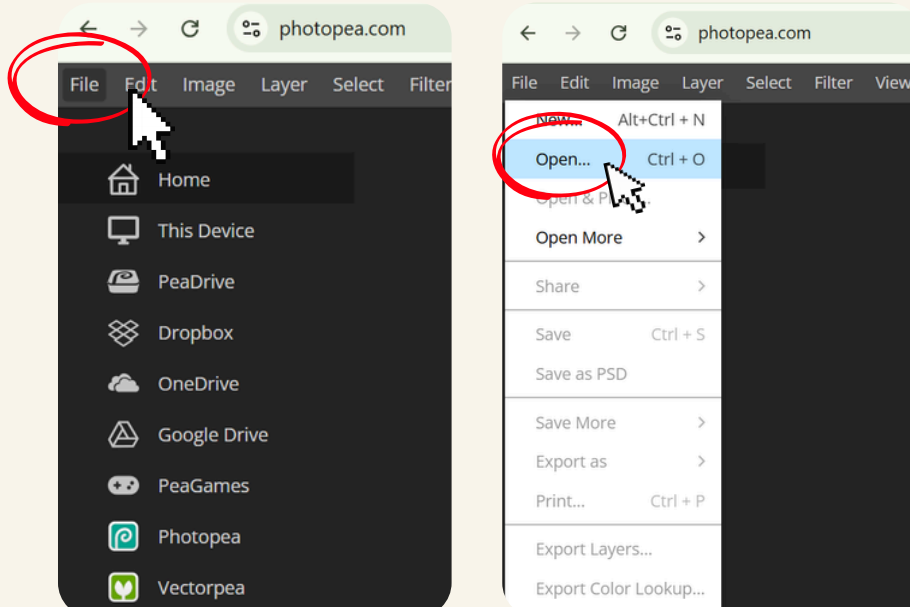 photopea.com
File Edit Image Layer Select Filter
Home
This Device
PeaDrive
Dropbox
OneDrive
Google Drive
PeaGames
Photopea
Vectorpea
photopea.com
File Edit Image Layer Select Filter View
New... Alt+Ctrl + N
Open... Ctrl + O
Open &
Open More >
Share >
Save Ctrl + S
Save as PSD
Save More >
Export as >
Print... Ctrl + P
Export Layers...
Export Color Lookup...